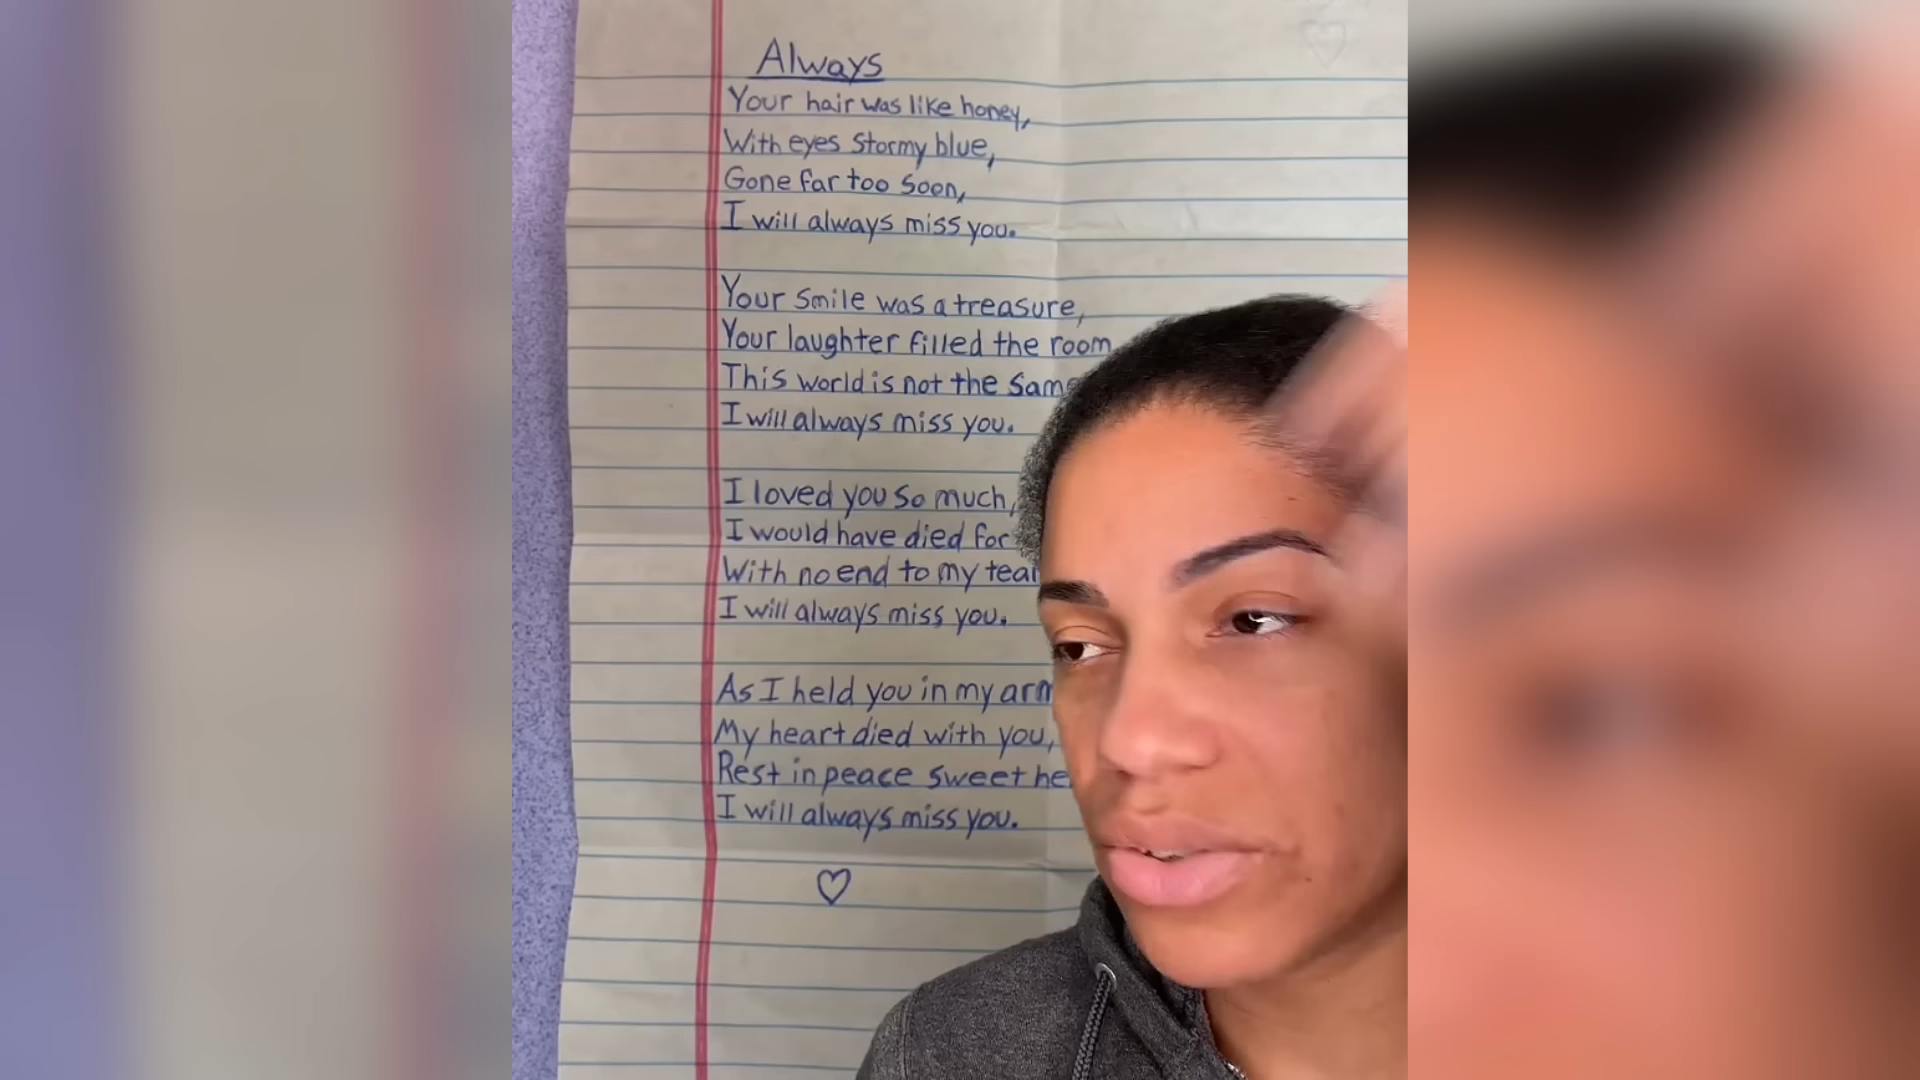 Always
Your hair was like honey,
With eyes stormy blue,
Gone far too soon,
I will always miss you.
Your smile was a treasure,
Your laughter filled the room
This world is not the same
I will always miss you.
I loved you so much,
I would have died for
With no end to my
I will always miss you.
As I held you in my
My heart died with you,
Rest in peace sweet
I will always miss you.